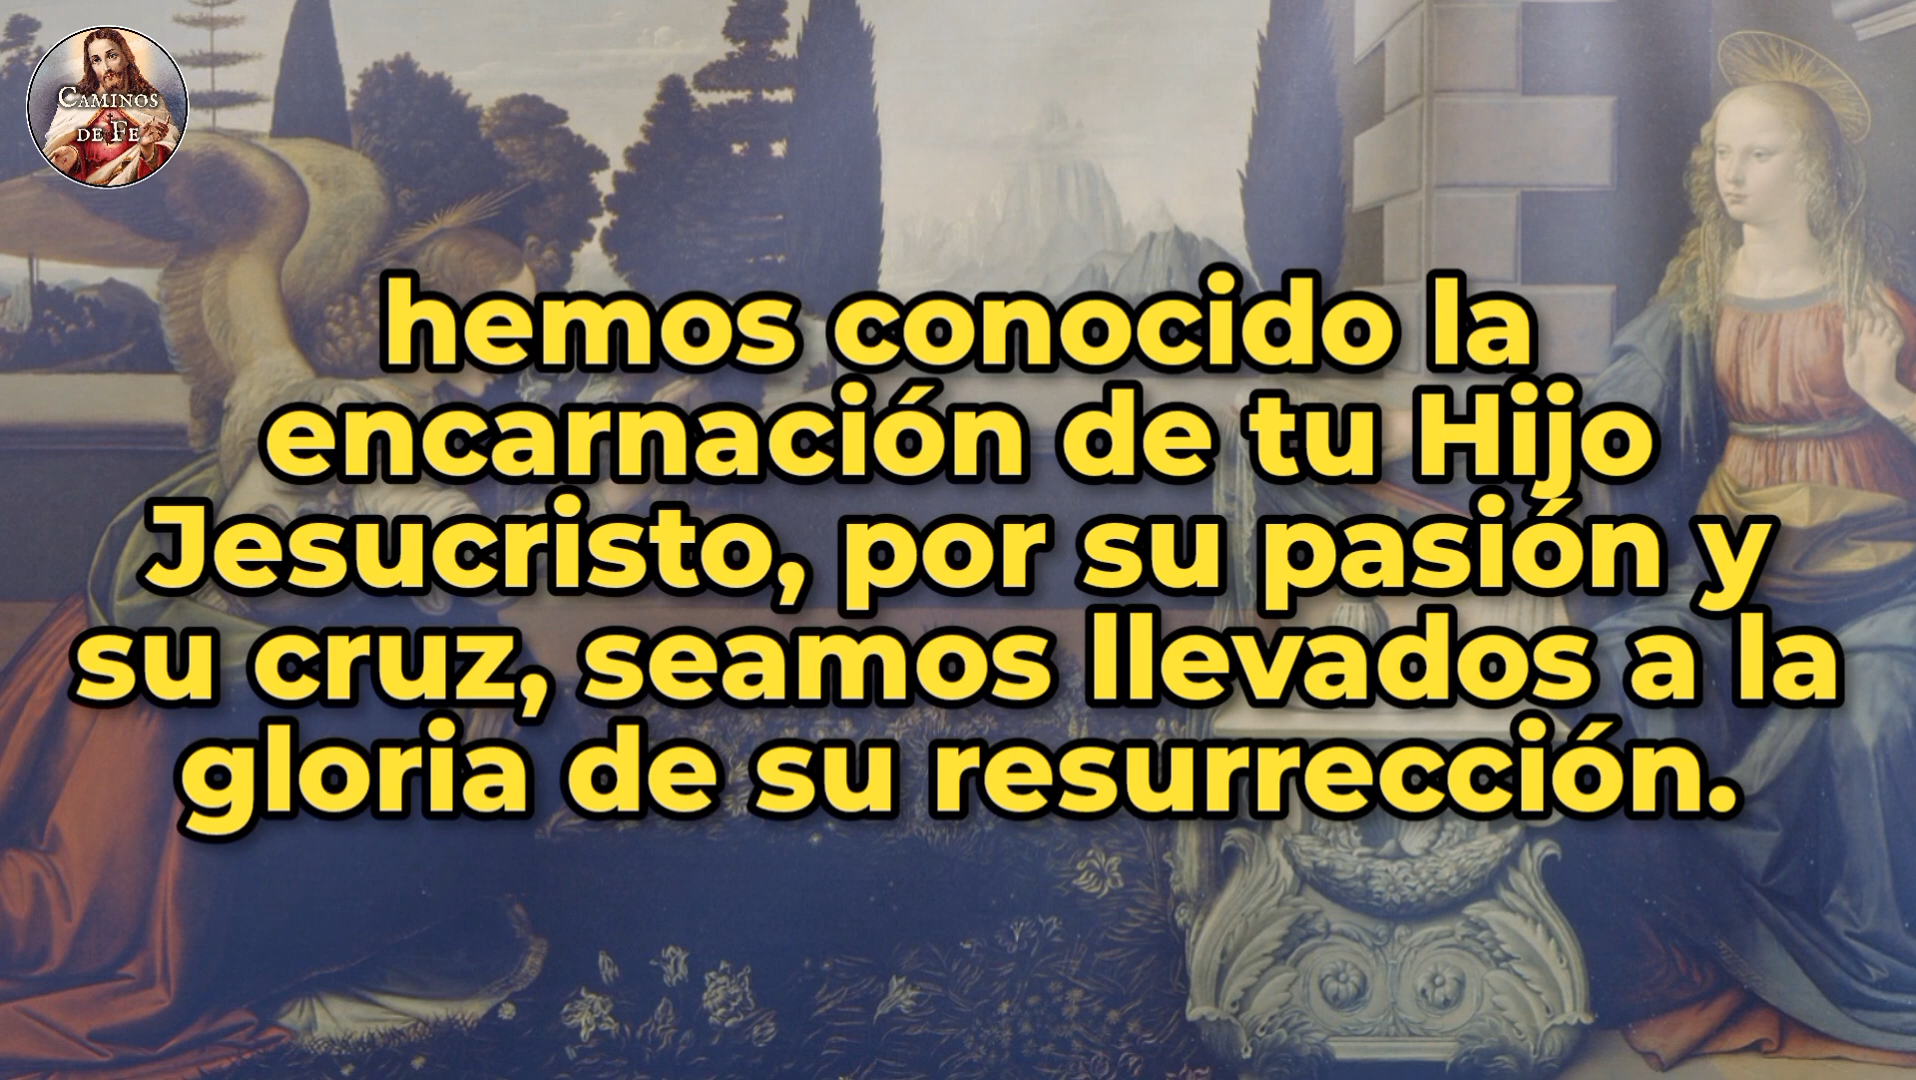 CAMINOS
DE FE
hemos conocido la
encarnación de tu Hijo
Jesucristo, por su pasión y
su cruz, seamos llevados a la
gloria de su resurrección.